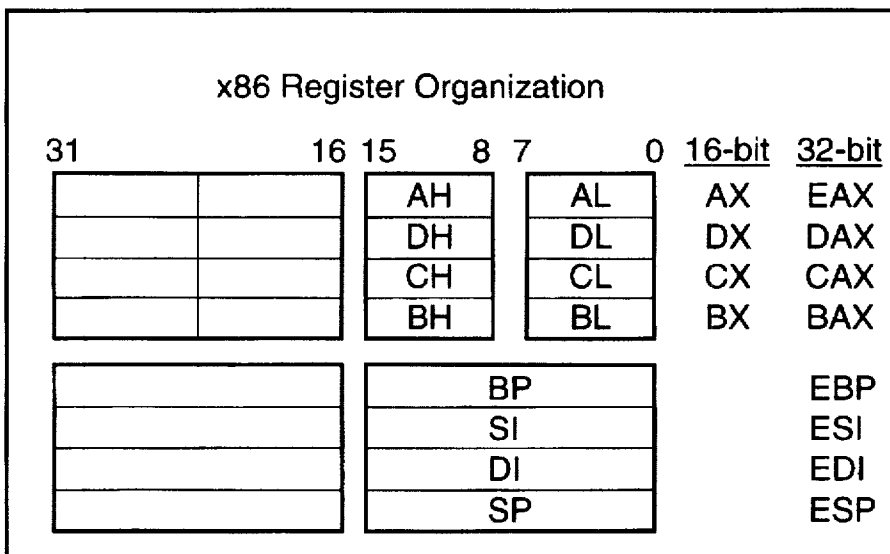 x86 Register Organization
31 16 15 8 7 0 16-bit 32-bit
AH AL AX EAX
DH DL DX DAX
CH CL CX CAX
BH BL BX BAX
BP EBP
SI ESI
DI EDI
SP ESP